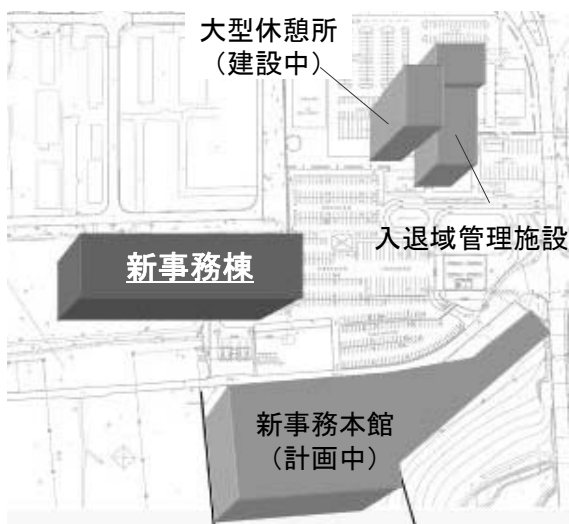 大型休憩所
（建設中）
入退域管理施設
新事務棟
新事務本館
（計画中）